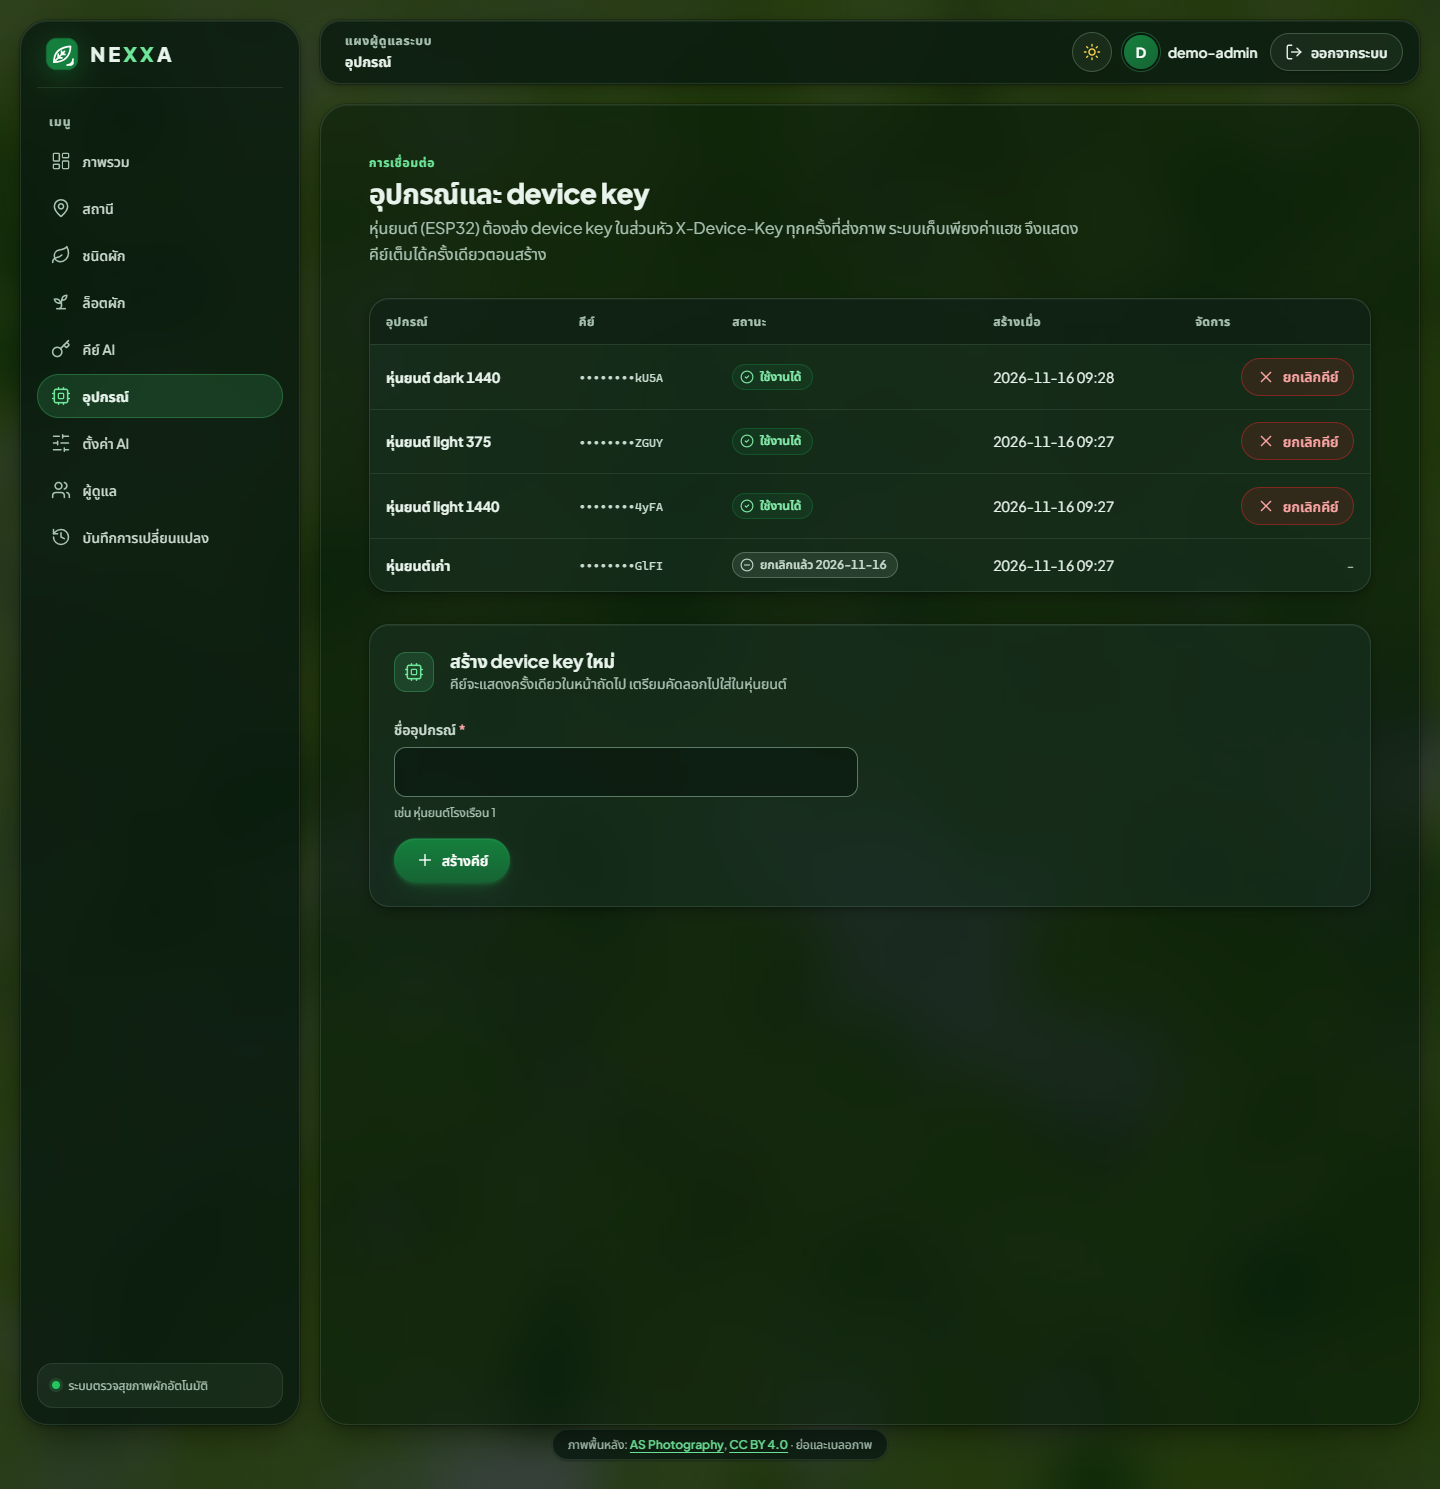 NEXXA
เมนู
ภาพรวม
สถานี
ชนิดผัก
ล็อตผัก
คีย์ AI
อุปกรณ์
ตั้งค่า AI
ผู้ดูแล
บันทึกการเปลี่ยนแปลง
ระบบตรวจสุขภาพผักอัตโนมัติ
แผงผู้ดูแลระบบ
อุปกรณ์
D demo-admin ออกจากระบบ
การเชื่อมต่อ
อุปกรณ์และ device key
หุ่นยนต์ (ESP32) ต้องส่ง device key ในส่วนหัว X-Device-Key ทุกครั้งที่ส่งภาพ ระบบเก็บเพียงค่าแฮช จึงแสดง
คีย์เต็มได้ครั้งเดียวตอนสร้าง
อุปกรณ์ คีย์ สถานะ สร้างเมื่อ จัดการ
หุ่นยนต์ dark 1440 ••••••••kU5A ใช้งานได้ 2026-11-16 09:28 ยกเลิกคีย์
หุ่นยนต์ light 375 ••••••••ZGUY ใช้งานได้ 2026-11-16 09:27 ยกเลิกคีย์
หุ่นยนต์ light 1440 ••••••••4yFA ใช้งานได้ 2026-11-16 09:27 ยกเลิกคีย์
หุ่นยนต์เก่า ••••••••GlFI ยกเลิกแล้ว 2026-11-16 2026-11-16 09:27 –
สร้าง device key ใหม่
คีย์จะแสดงครั้งเดียวในหน้าถัดไป เตรียมคัดลอกไปใส่ในหุ่นยนต์
ชื่ออุปกรณ์ *
เช่น หุ่นยนต์โรงเรือน 1
สร้างคีย์
ภาพพื้นหลัง: AS Photography, CC BY 4.0 · ย่อและเบลอภาพ